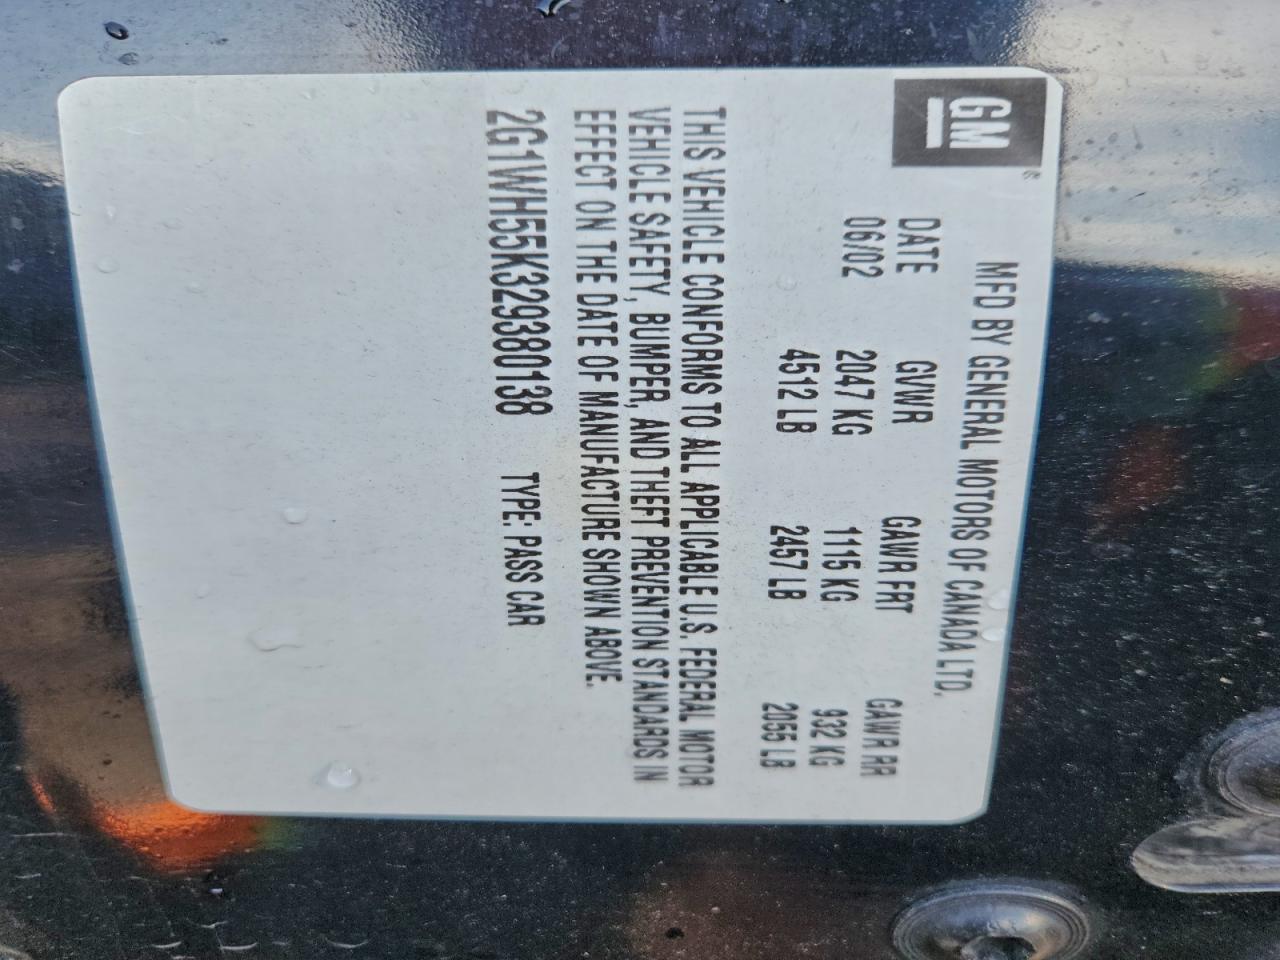 GM
MFD BY GENERAL MOTORS OF CANADA LTD.
DATE GVWR GAWR FRT GAWR RR
06/02 2047 KG 1115 KG 932 KG
4512 LB 2457 LB 2055 LB
THIS VEHICLE CONFORMS TO ALL APPLICABLE U.S. FEDERAL MOTOR
VEHICLE SAFETY, BUMPER, AND THEFT PREVENTION STANDARDS IN
EFFECT ON THE DATE OF MANUFACTURE SHOWN ABOVE.
2G1WH55K329380138 TYPE: PASS CAR